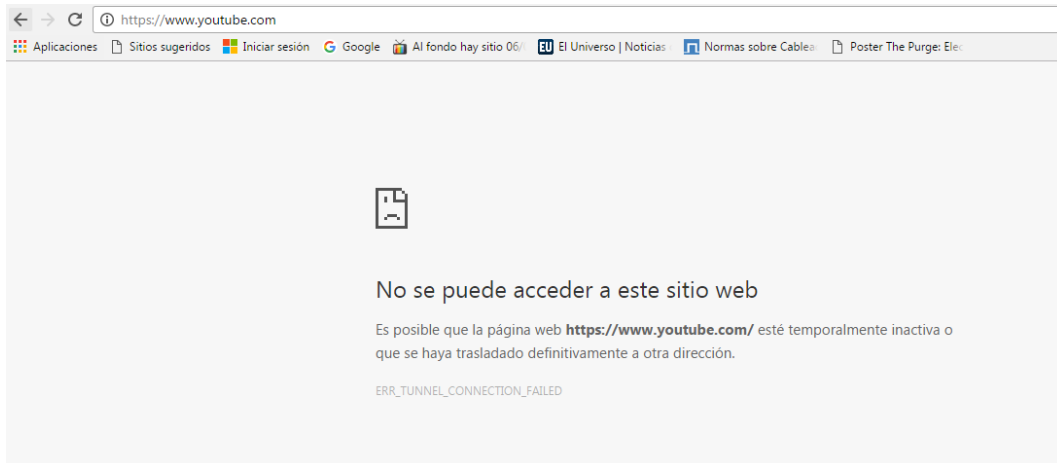 https://www.youtube.com
Aplicaciones Sitios sugeridos Iniciar sesión Google Al fondo hay sitio 06/ El Universo | Noticias Normas sobre Cablea Poster The Purge: Elec
No se puede acceder a este sitio web
Es posible que la página web https://www.youtube.com/ esté temporalmente inactiva o
que se haya trasladado definitivamente a otra dirección.
ERR_TUNNEL_CONNECTION_FAILED